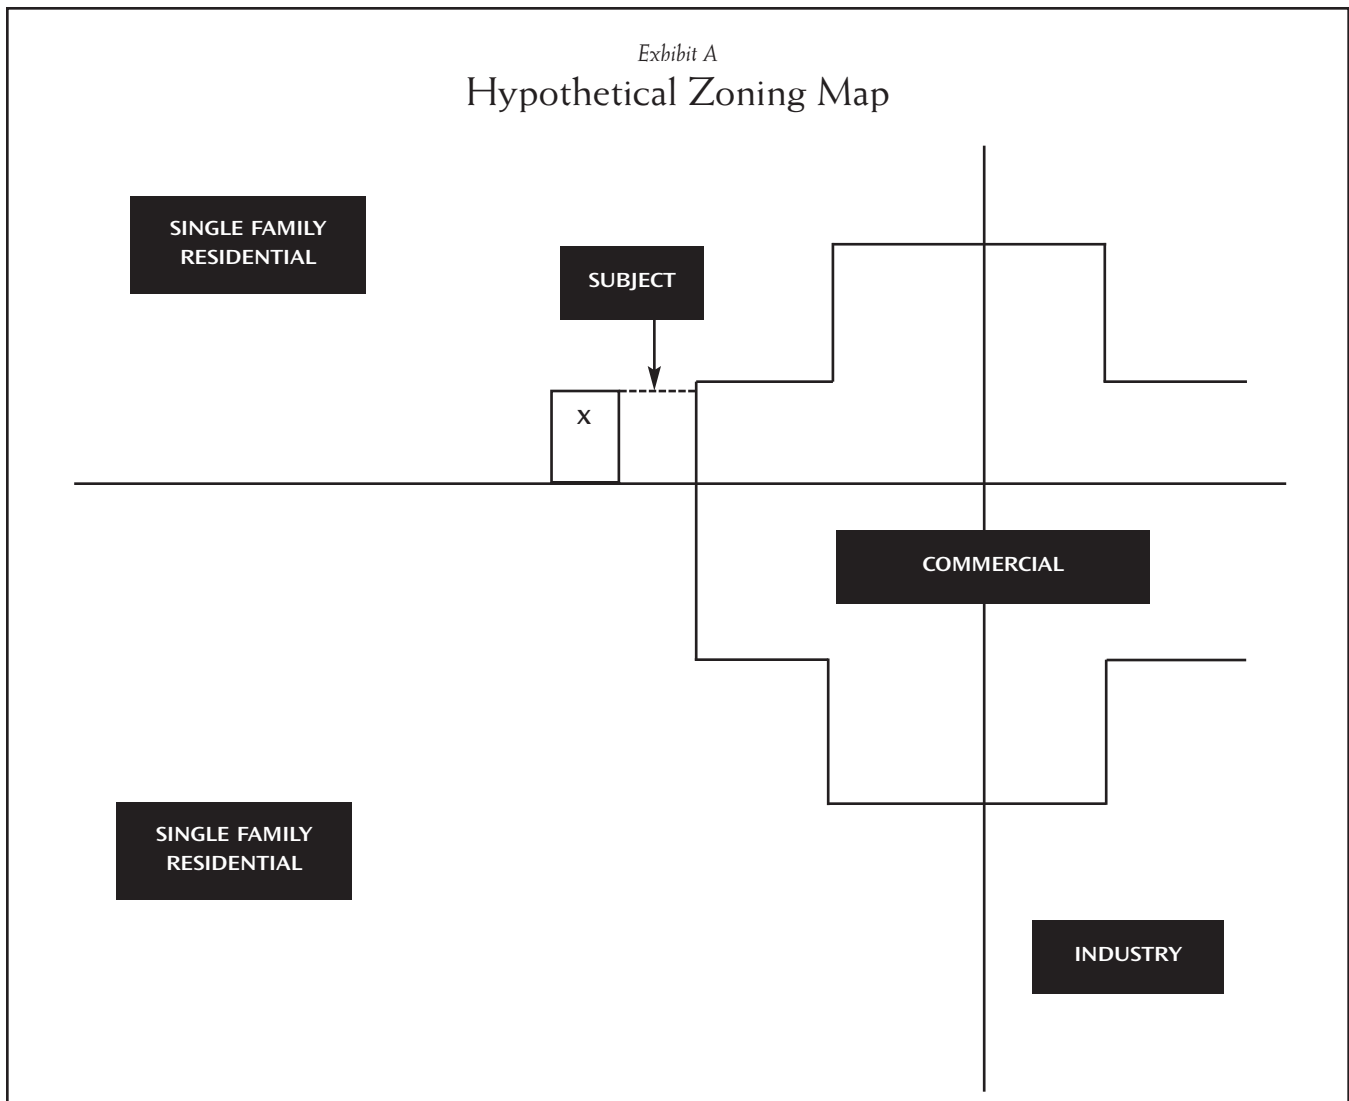 Exhibit A
Hypothetical Zoning Map
SINGLE FAMILY
RESIDENTIAL
SUBJECT
X
COMMERCIAL
SINGLE FAMILY
RESIDENTIAL
INDUSTRY